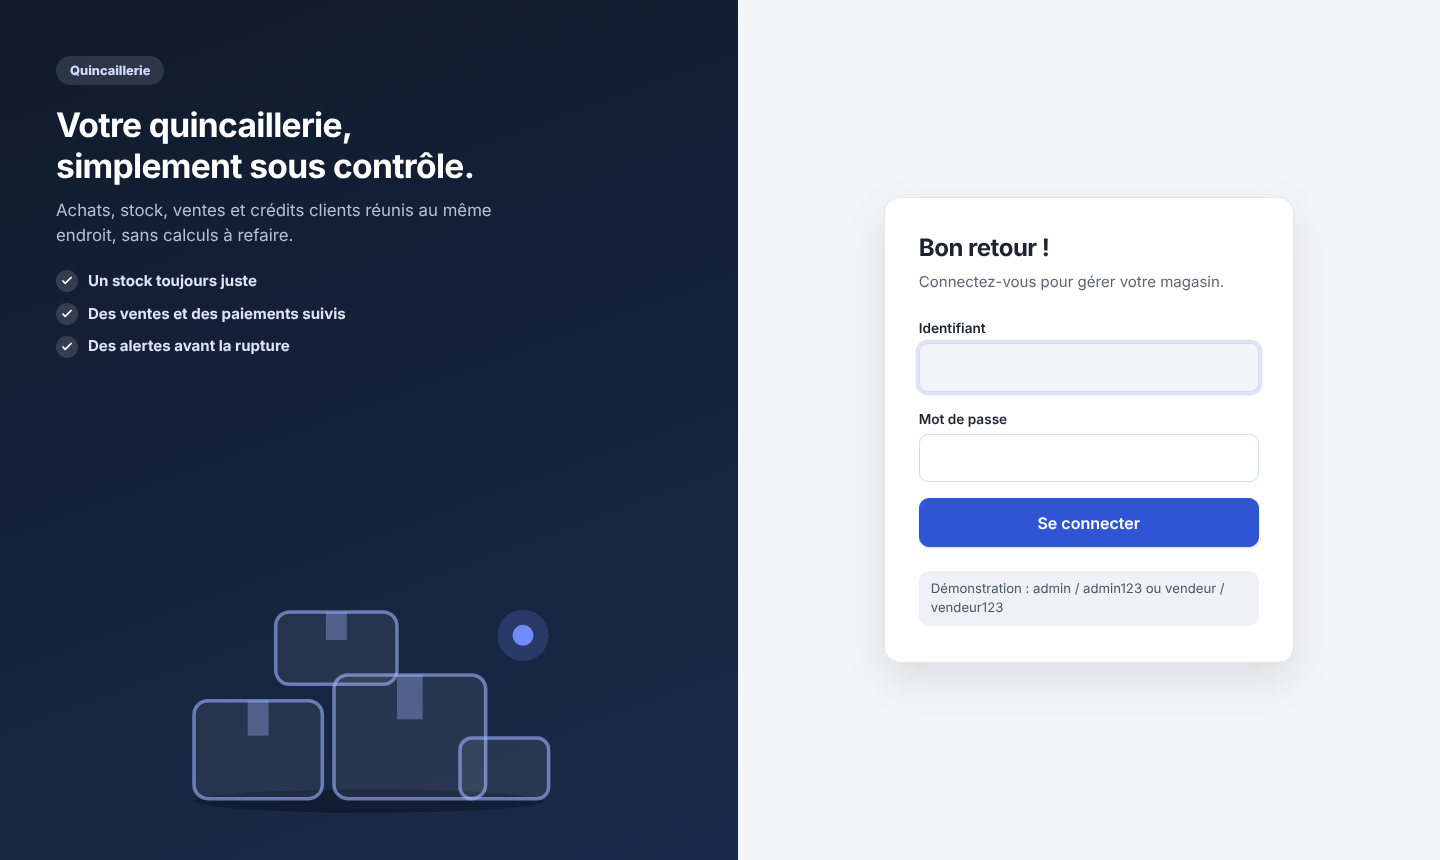 Quincaillerie
Votre quincaillerie,
simplement sous contrôle.
Achats, stock, ventes et crédits clients réunis au même
endroit, sans calculs à refaire.
Un stock toujours juste
Des ventes et des paiements suivis
Des alertes avant la rupture
Bon retour !
Connectez-vous pour gérer votre magasin.
Identifiant
Mot de passe
Se connecter
Démonstration : admin / admin123 ou vendeur /
vendeur123